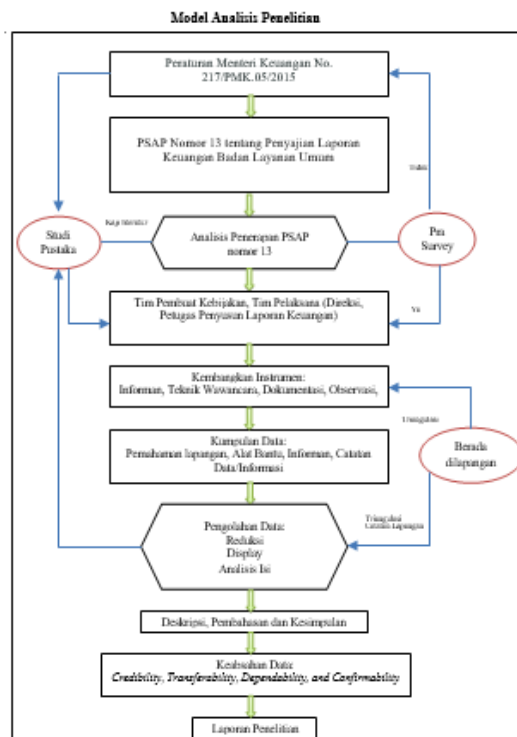 Model Analisis Penelitian
Peraturan Menteri Keuangan No.
217/PMK.05/2015
PSAP Nomor 13 tentang Penyajian Laporan
Keuangan Badan Layanan Umum
Tidak
Studi
Pustaka
Analisis Penerapan PSAP
nomor 13
Pra
Survey
Ya
Tim Pembuat Kebijakan, Tim Pelaksana (Direksi,
Petugas Penyusun Laporan Keuangan)
Kembangkan Instrumen:
Informan, Teknik Wawancara, Dokumentasi, Observasi,
Triangulasi
Kumpulan Data:
Pemahaman lapangan, Alat Bantu, Informan, Catatan
Data/Informasi
Berada
dilapangan
Triangulasi
Catatan Lapangan
Pengolahan Data:
Reduksi
Display
Analisis Isi
Deskripsi, Pembahasan dan Kesimpulan
Keabsahan Data:
Credibility, Transferability, Dependability, and Confirmability
Laporan Penelitian